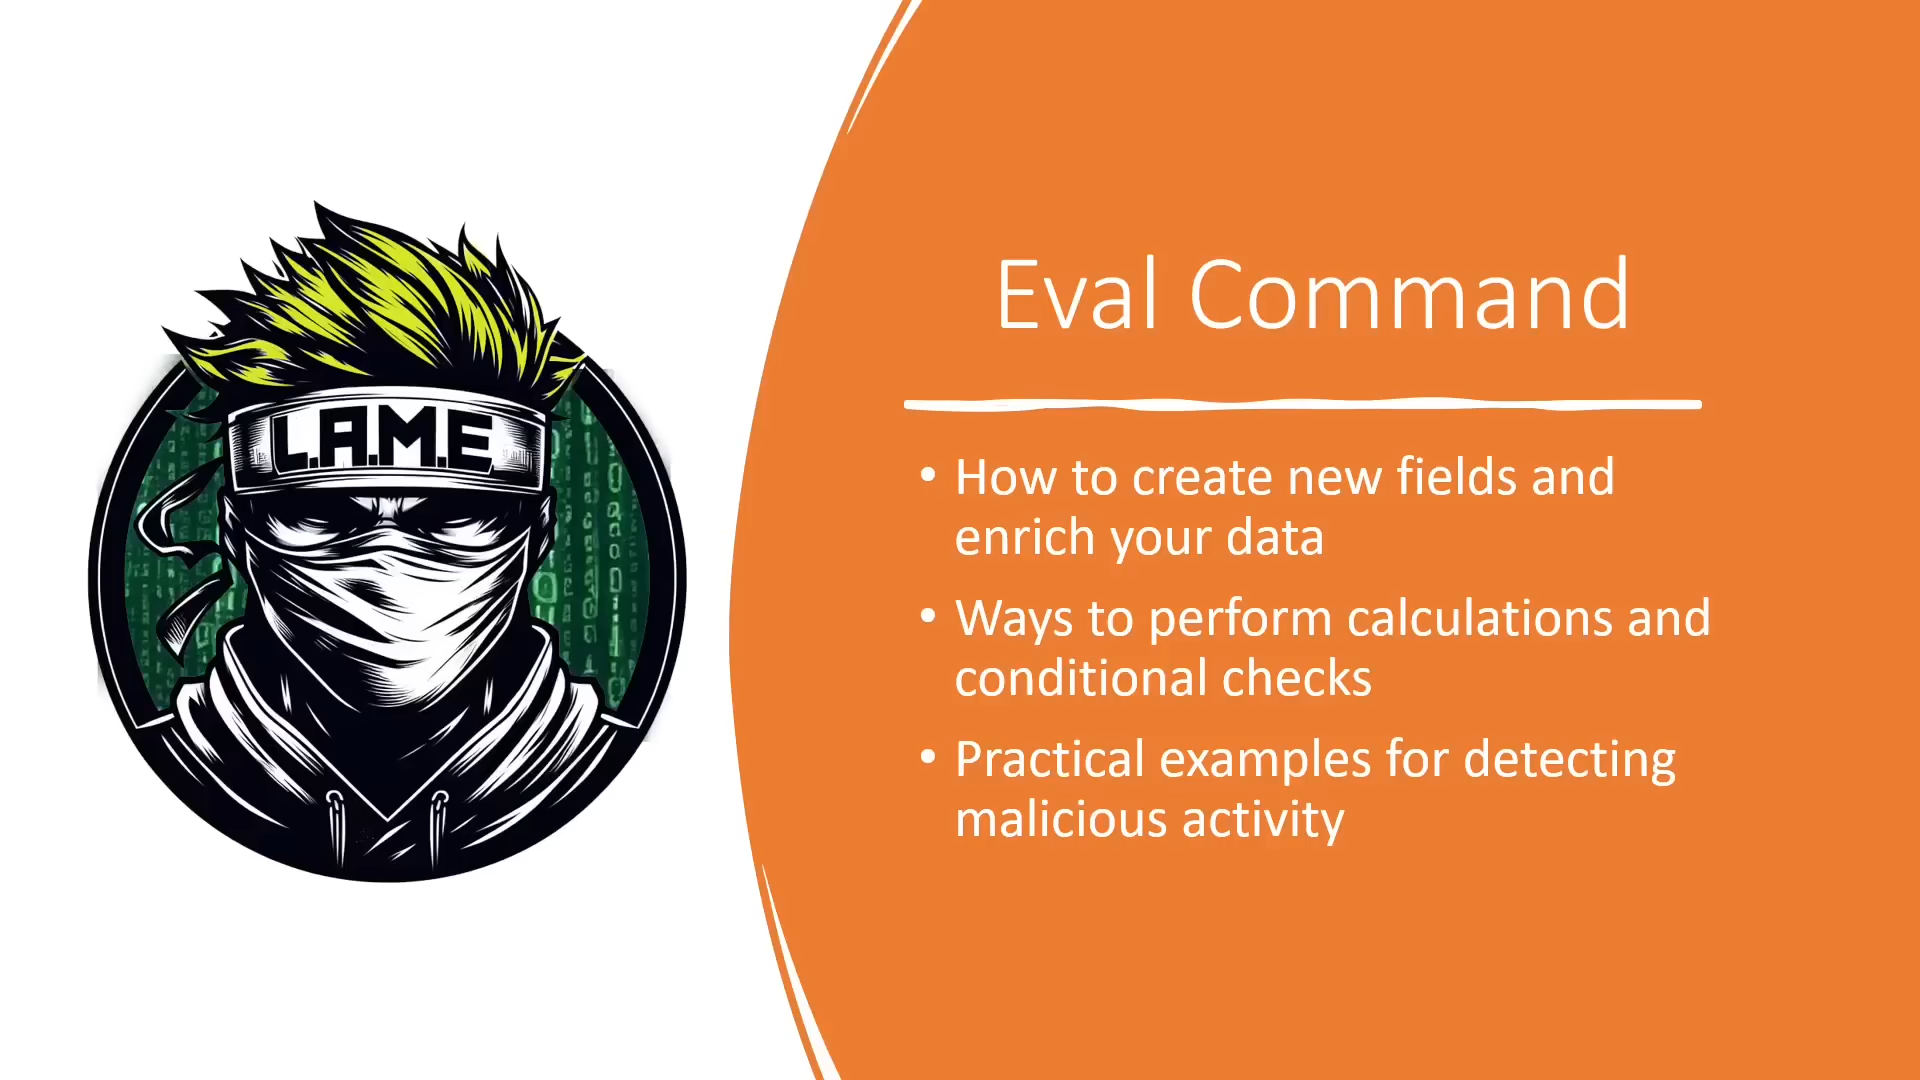 L.A.M.E
Eval Command
• How to create new fields and
enrich your data
• Ways to perform calculations and
conditional checks
• Practical examples for detecting
malicious activity